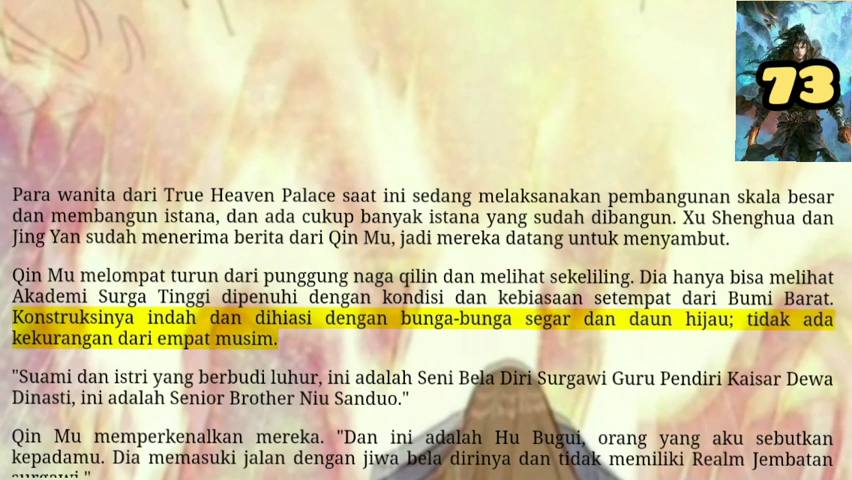 73
Para wanita dari True Heaven Palace saat ini sedang melaksanakan pembangunan skala besar
dan membangun istana, dan ada cukup banyak istana yang sudah dibangun. Xu Shenghua dan
Jing Yan sudah menerima berita dari Qin Mu, jadi mereka datang untuk menyambut.
Qin Mu melompat turun dari punggung naga qilin dan melihat sekeliling. Dia hanya bisa melihat
Akademi Surga Tinggi dipenuhi dengan kondisi dan kebiasaan setempat dari Bumi Barat.
Konstruksinya indah dan dihiasi dengan bunga-bunga segar dan daun hijau; tidak ada
kekurangan dari empat musim.
"Suami dan istri yang berbudi luhur, ini adalah Seni Bela Diri Surgawi Guru Pendiri Kaisar Dewa
Dinasti, ini adalah Senior Brother Niu Sanduo."
Qin Mu memperkenalkan mereka. "Dan ini adalah Hu Bugui, orang yang aku sebutkan
kepadamu. Dia memasuki jalan dengan jiwa bela dirinya dan tidak memiliki Realm Jembatan
surgawi."